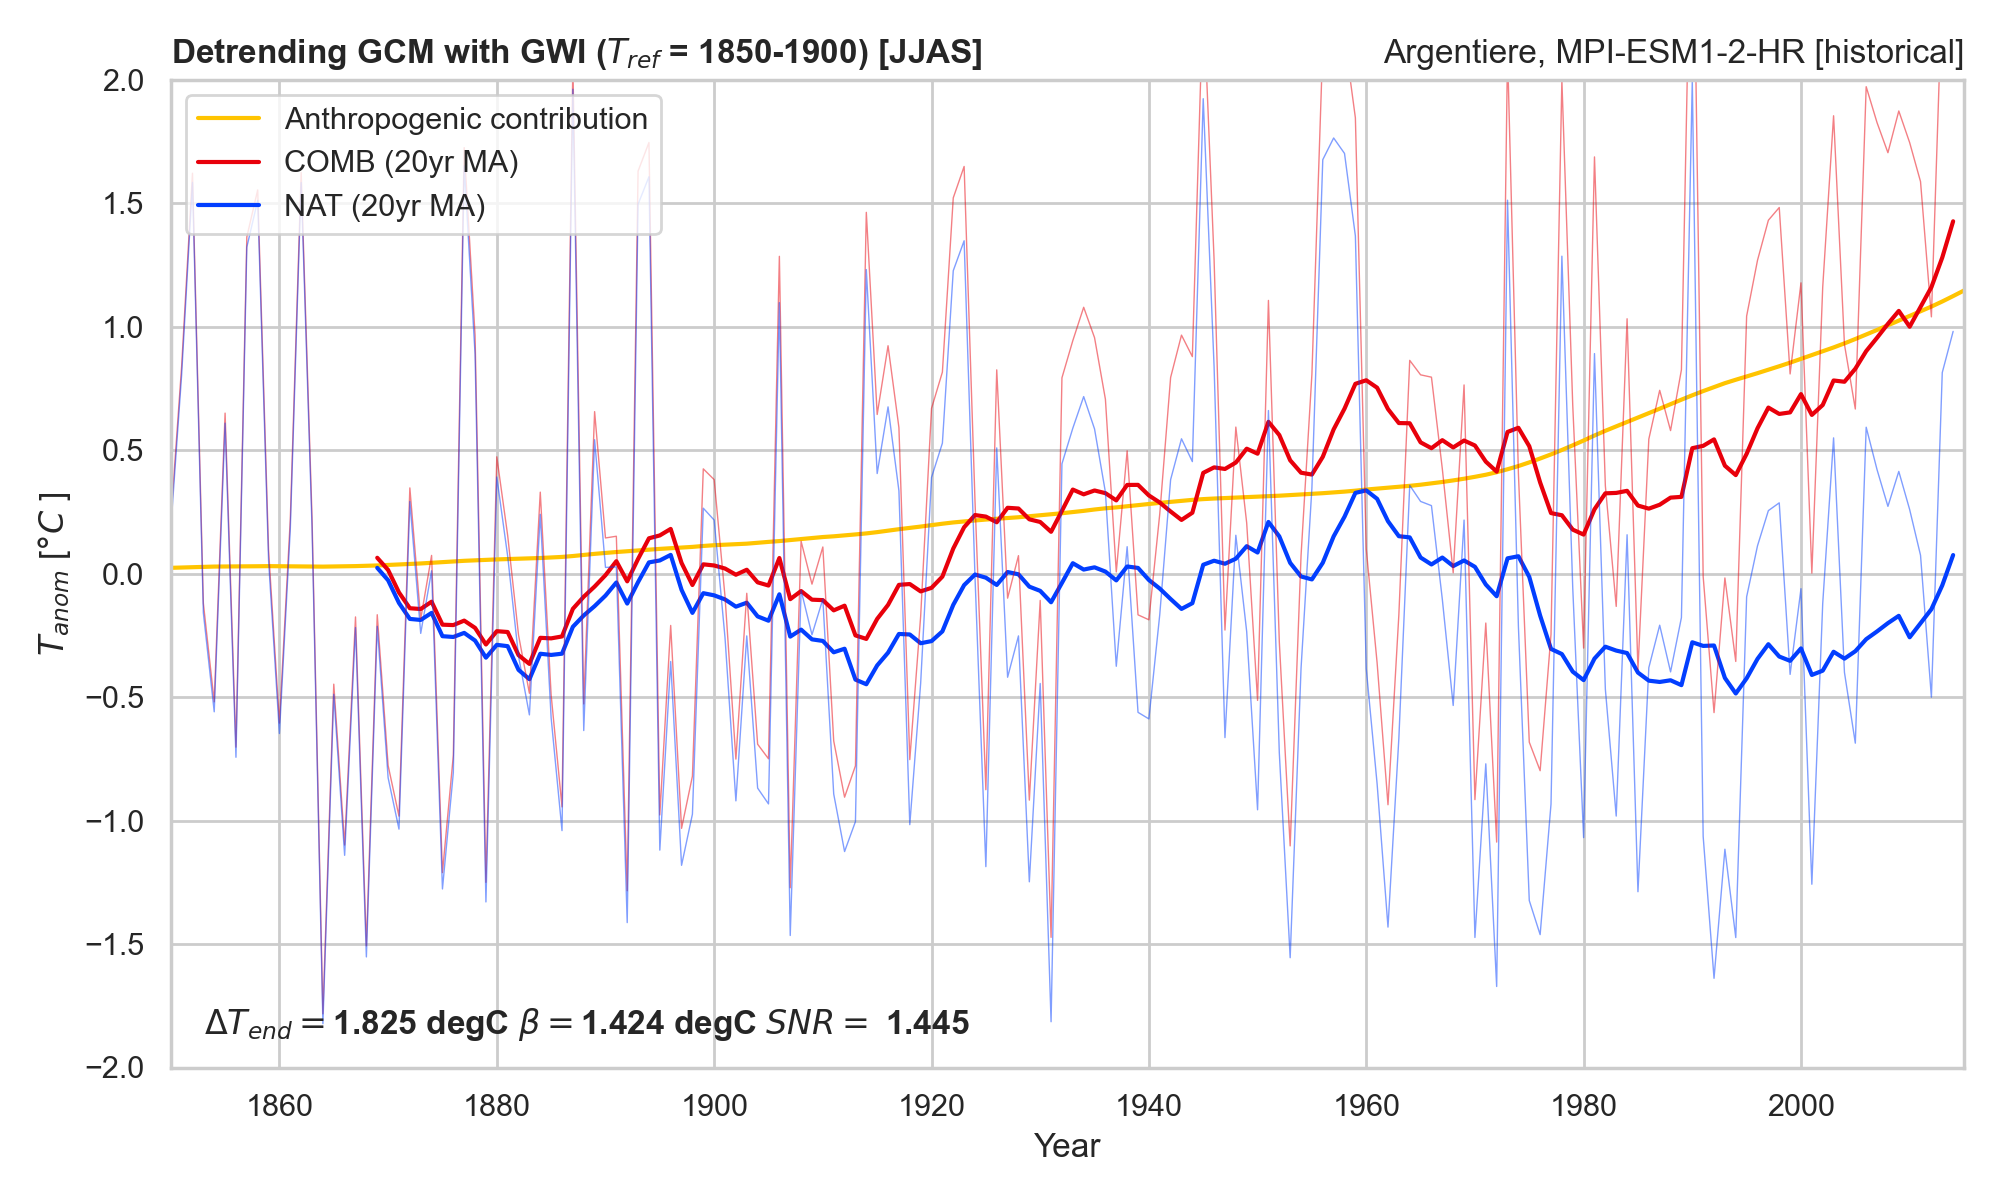 Detrending GCM with GWI (T_ref = 1850-1900) [JJAS]
Argentiere, MPI-ESM1-2-HR [historical]
Anthropogenic contribution
COMB (20yr MA)
NAT (20yr MA)
2.0
1.5
1.0
0.5
0.0
−0.5
−1.0
−1.5
−2.0
T_anom [°C]
ΔT_end = 1.825 degC β = 1.424 degC SNR = 1.445
1860 1880 1900 1920 1940 1960 1980 2000
Year